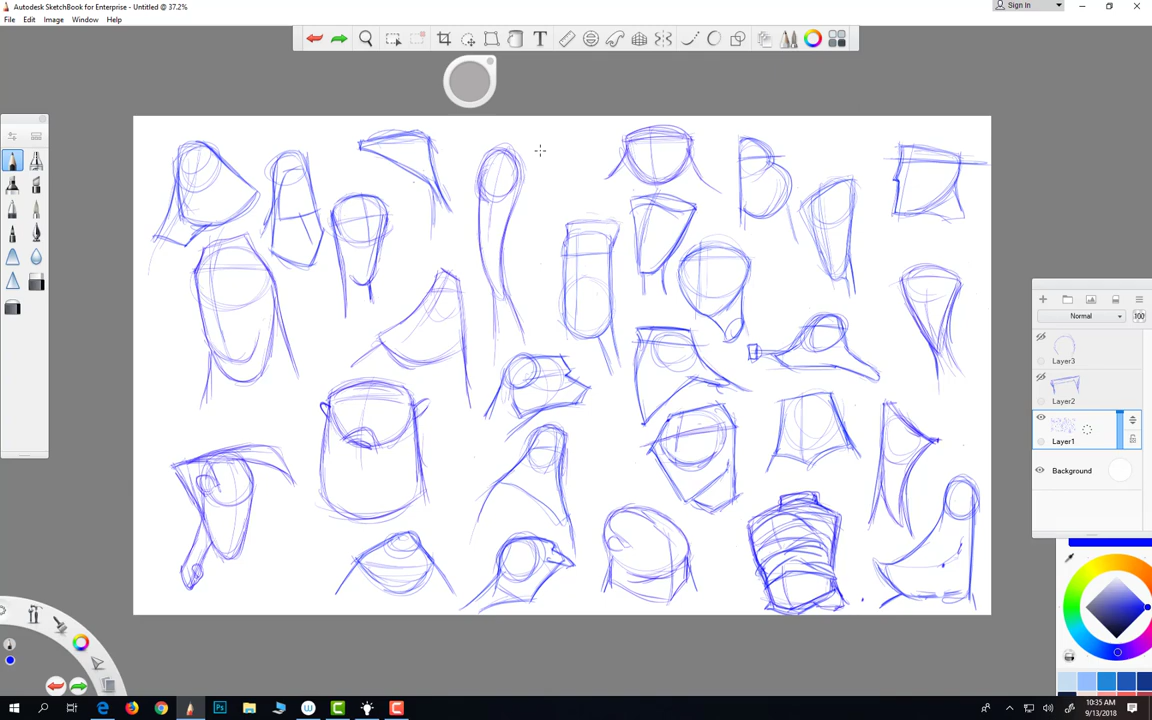 Autodesk SketchBook for Enterprise - Untitled @ 37.2%
Sign In
File Edit Image Window Help
T
Normal
100
Layer3
Layer2
Layer1
Background
Ps
W
C
10:35 AM
9/13/2018